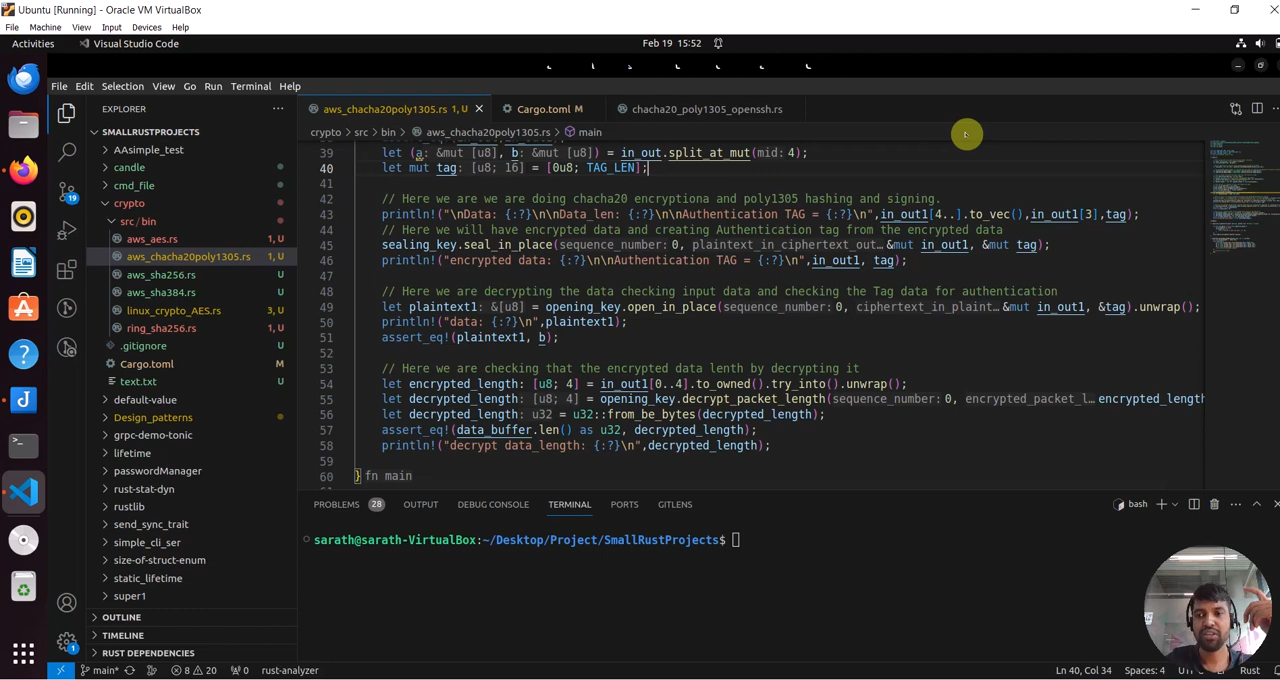 Ubuntu [Running] - Oracle VM VirtualBox
File Machine View Input Devices Help
Activities Visual Studio Code Feb 19 15:52
File Edit Selection View Go Run Terminal Help
EXPLORER ··· aws_chacha20poly1305.rs 1, U Cargo.toml M chacha_poly1305_openssh.rs
SMALLRUSTPROJECTS
crypto > src > bin > aws_chacha20poly1305.rs > main
AAsimple_test
candle
cmd_file
crypto
src/bin
aws_aes.rs 1, U
aws_chacha20poly1305.rs 1, U
aws_sha256.rs U
aws_sha384.rs U
linux_crypto_AES.rs 3, U
ring_sha256.rs 1, U
.gitignore U
Cargo.toml M
text.txt U
default-value
Design_patterns
grpc-demo-tonic
lifetime
passwordManager
rust-stat-dyn
rustlib
send_sync_trait
simple_cli_ser
size-of-struct-enum
static_lifetime
super1
OUTLINE
TIMELINE
RUST DEPENDENCIES
39 let (a: &mut [u8], b: &mut [u8]) = in_out.split_at_mut(mid: 4);
40 let mut tag: [u8; 16] = [0u8; TAG_LEN];
41
42 // Here we are we are doing chacha20 encryptiona and poly1305 hashing and signing.
43 println!("\nData: {:?}\n\nData_len: {:?}\n\nAuthentication TAG = {:?}",in_out1[4..].to_vec(),in_out1[3],tag);
44 // Here we will have encrypted data and creating Authentication tag from the encrypted data
45 sealing_key.seal_in_place(sequence_number: 0, plaintext_in_ciphertext_out…&mut in_out1, &mut tag);
46 println!("encrypted data: {:?}\n\nAuthentication TAG = {:?}",in_out1, tag);
47
48 // Here we are decrypting the data checking input data and checking the Tag data for authentication
49 let plaintext1: &[u8] = opening_key.open_in_place(sequence_number: 0, ciphertext_in_plaint…&mut in_out1, &tag).unwrap();
50 println!("data: {:?}\n",plaintext1);
51 assert_eq!(plaintext1, b);
52
53 // Here we are checking that the encrypted data lenth by decrypting it
54 let encrypted_length: [u8; 4] = in_out1[0..4].to_owned().try_into().unwrap();
55 let decrypted_length: [u8; 4] = opening_key.decrypt_packet_length(sequence_number: 0, encrypted_packet_l…encrypted_length
56 let decrypted_length: u32 = u32::from_be_bytes(decrypted_length);
57 assert_eq!(data_buffer.len() as u32, decrypted_length);
58 println!("decrypt data_length: {:?}\n",decrypted_length);
59
60 } fn main
PROBLEMS 28 OUTPUT DEBUG CONSOLE TERMINAL PORTS GITLENS bash
sarath@sarath-VirtualBox:~/Desktop/Project/SmallRustProjects$
19
1
main* 8 20 0 rust-analyzer Ln 40, Col 34 Spaces: 4 Rust